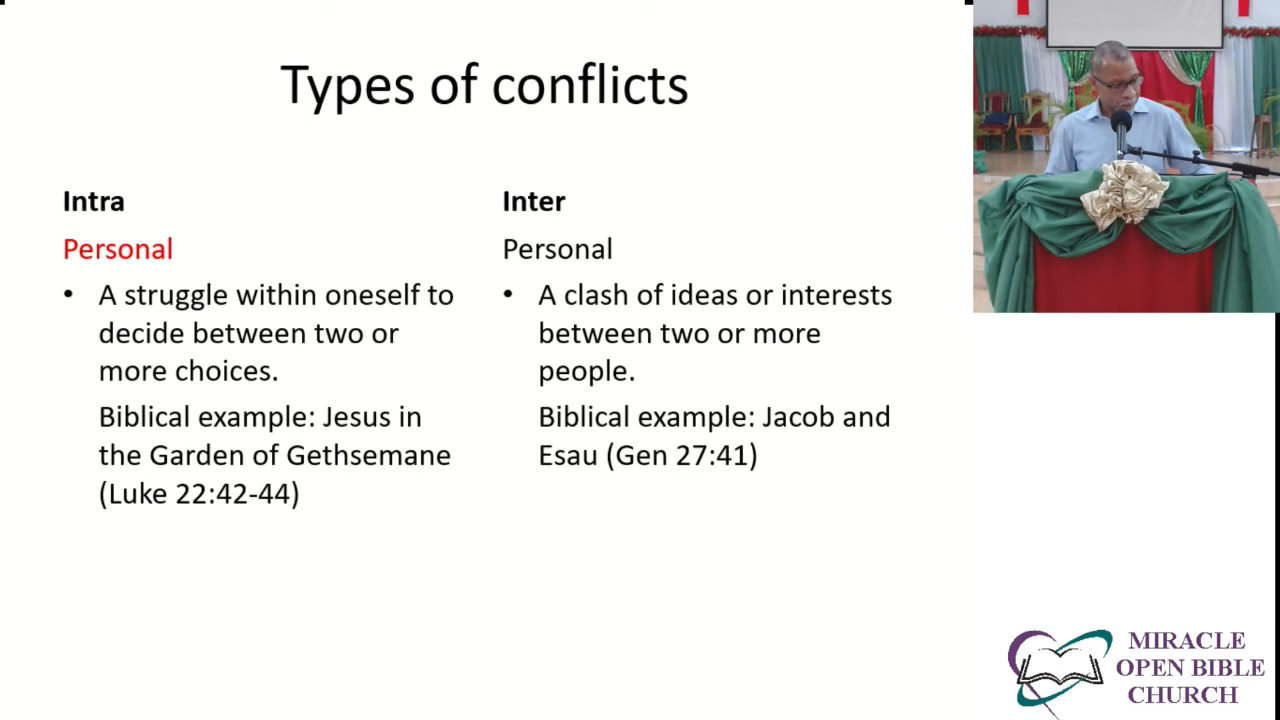 Types of conflicts
Intra
Personal
• A struggle within oneself to
decide between two or
more choices.
Biblical example: Jesus in
the Garden of Gethsemane
(Luke 22:42-44)
Inter
Personal
• A clash of ideas or interests
between two or more
people.
Biblical example: Jacob and
Esau (Gen 27:41)
MIRACLE
OPEN BIBLE
CHURCH